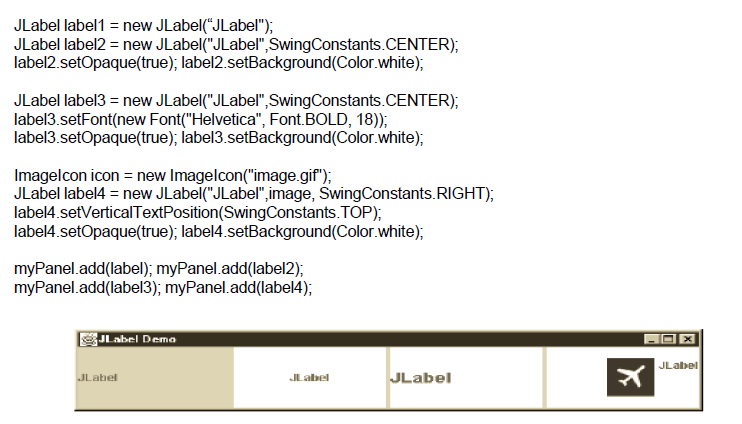 JLabel label1 = new JLabel(“JLabel");
JLabel label2 = new JLabel("JLabel",SwingConstants.CENTER);
label2.setOpaque(true); label2.setBackground(Color.white);
JLabel label3 = new JLabel("JLabel",SwingConstants.CENTER);
label3.setFont(new Font("Helvetica", Font.BOLD, 18));
label3.setOpaque(true); label3.setBackground(Color.white);
ImageIcon icon = new ImageIcon("image.gif");
JLabel label4 = new JLabel("JLabel",image, SwingConstants.RIGHT);
label4.setVerticalTextPosition(SwingConstants.TOP);
label4.setOpaque(true); label4.setBackground(Color.white);
myPanel.add(label); myPanel.add(label2);
myPanel.add(label3); myPanel.add(label4);
JLabel Demo
JLabel JLabel JLabel JLabel